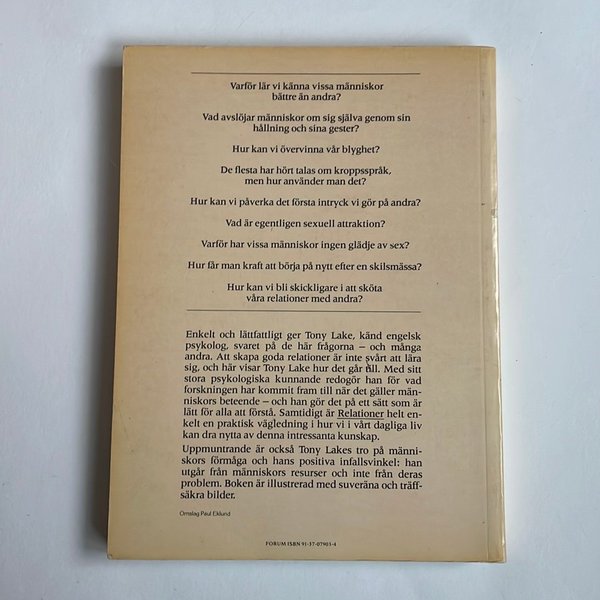 Varför lär vi känna vissa människor
bättre än andra?
Vad avslöjar människor om sig själva genom sin
hållning och sina gester?
Hur kan vi övervinna vår blyghet?
De flesta har hört talas om kroppsspråk,
men hur använder man det?
Hur kan vi påverka det första intryck vi gör på andra?
Vad är egentligen sexuell attraktion?
Varför har vissa människor ingen glädje av sex?
Hur får man kraft att börja på nytt efter en skilsmässa?
Hur kan vi bli skickligare i att sköta
våra relationer med andra?
Enkelt och lättfattligt ger Tony Lake, känd engelsk
psykolog, svaret på de här frågorna – och många
andra. Att skapa goda relationer är inte svårt att lära
sig, och här visar Tony Lake hur det går till. Med sitt
stora psykologiska kunnande redogör han för vad
forskningen har kommit fram till när det gäller män-
niskors beteende – och han gör det på ett sätt som är
lätt för alla att förstå. Samtidigt är Relationer helt en-
kelt en praktisk vägledning i hur vi i vårt dagliga liv
kan dra nytta av denna intressanta kunskap.
Uppmuntrande är också Tony Lakes tro på männi-
skors förmåga och hans positiva infallsvinkel: han
utgår från människors resurser och inte från deras
problem. Boken är illustrerad med suveräna och träff-
säkra bilder.
Omslag Paul Eklund
FORUM ISBN 91-37-07903-4